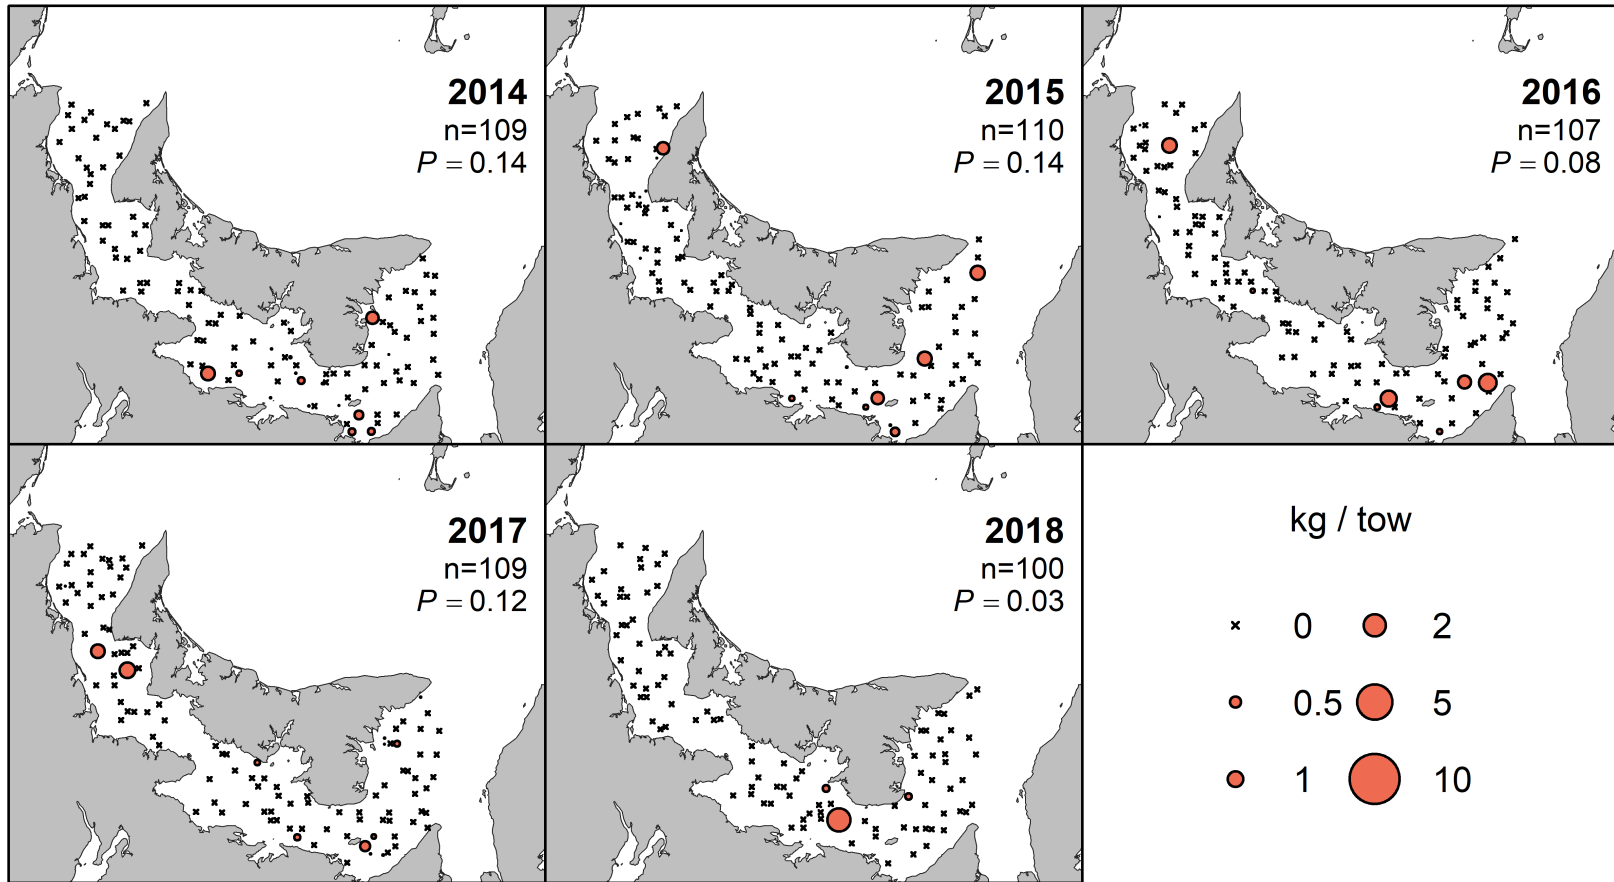 2014
n=109
P = 0.14
2015
n=110
P = 0.14
2016
n=107
P = 0.08
2017
n=109
P = 0.12
2018
n=100
P = 0.03
kg / tow
0 2
0.5 5
1 10